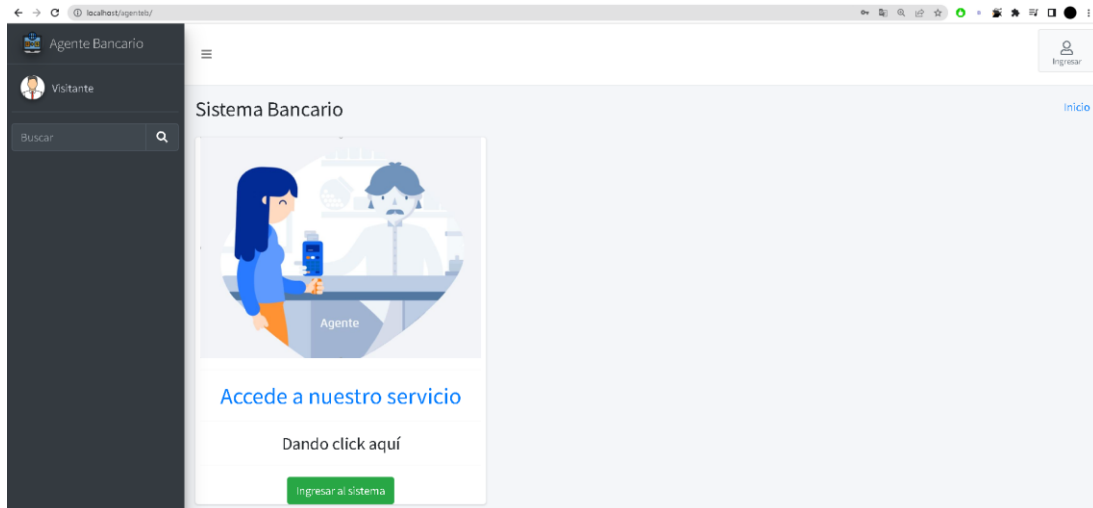 localhost/agenteb/
Agente Bancario
Visitante
Buscar
Ingresar
Sistema Bancario
Inicio
Agente
Accede a nuestro servicio
Dando click aquí
Ingresar al sistema